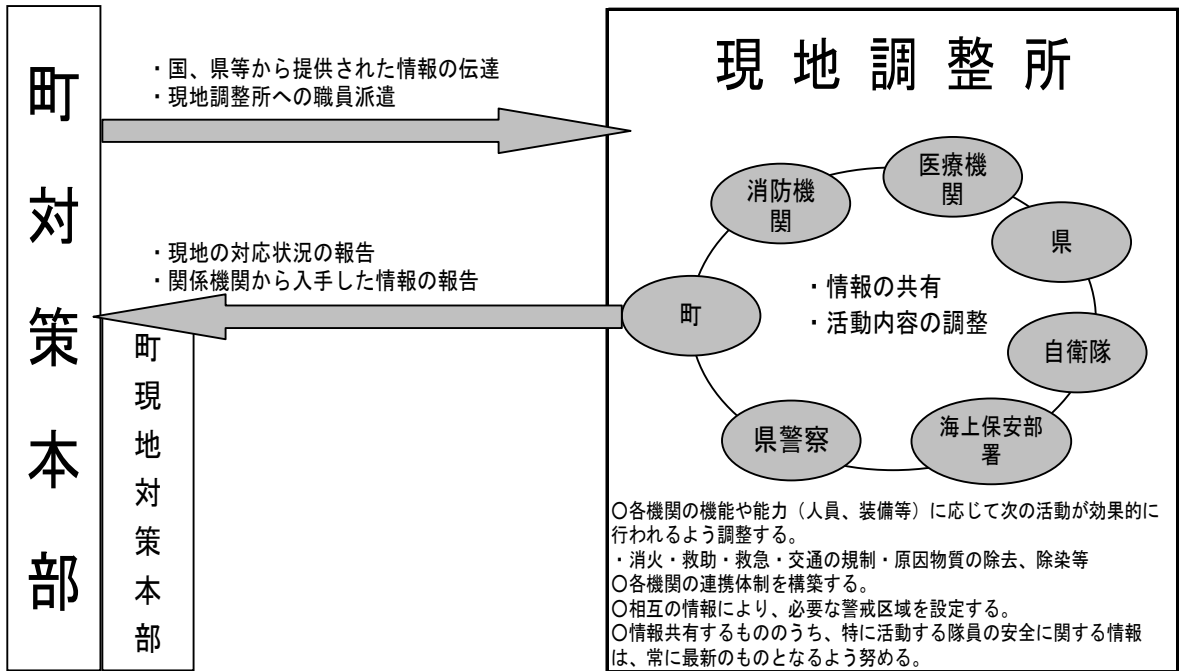 町対策本部
・国、県等から提供された情報の伝達
・現地調整所への職員派遣
・現地の対応状況の報告
・関係機関から入手した情報の報告
町現地対策本部
現地調整所
医療機
関
消防機
関
県
町
・情報の共有
・活動内容の調整
自衛隊
県警察
海上保安部
署
〇各機関の機能や能力（人員、装備等）に応じて次の活動が効果的に
行われるよう調整する。
・消火・救助・救急・交通の規制・原因物質の除去、除染等
〇各機関の連携体制を構築する。
〇相互の情報により、必要な警戒区域を設定する。
〇情報共有するもののうち、特に活動する隊員の安全に関する情報
は、常に最新のものとなるよう努める。